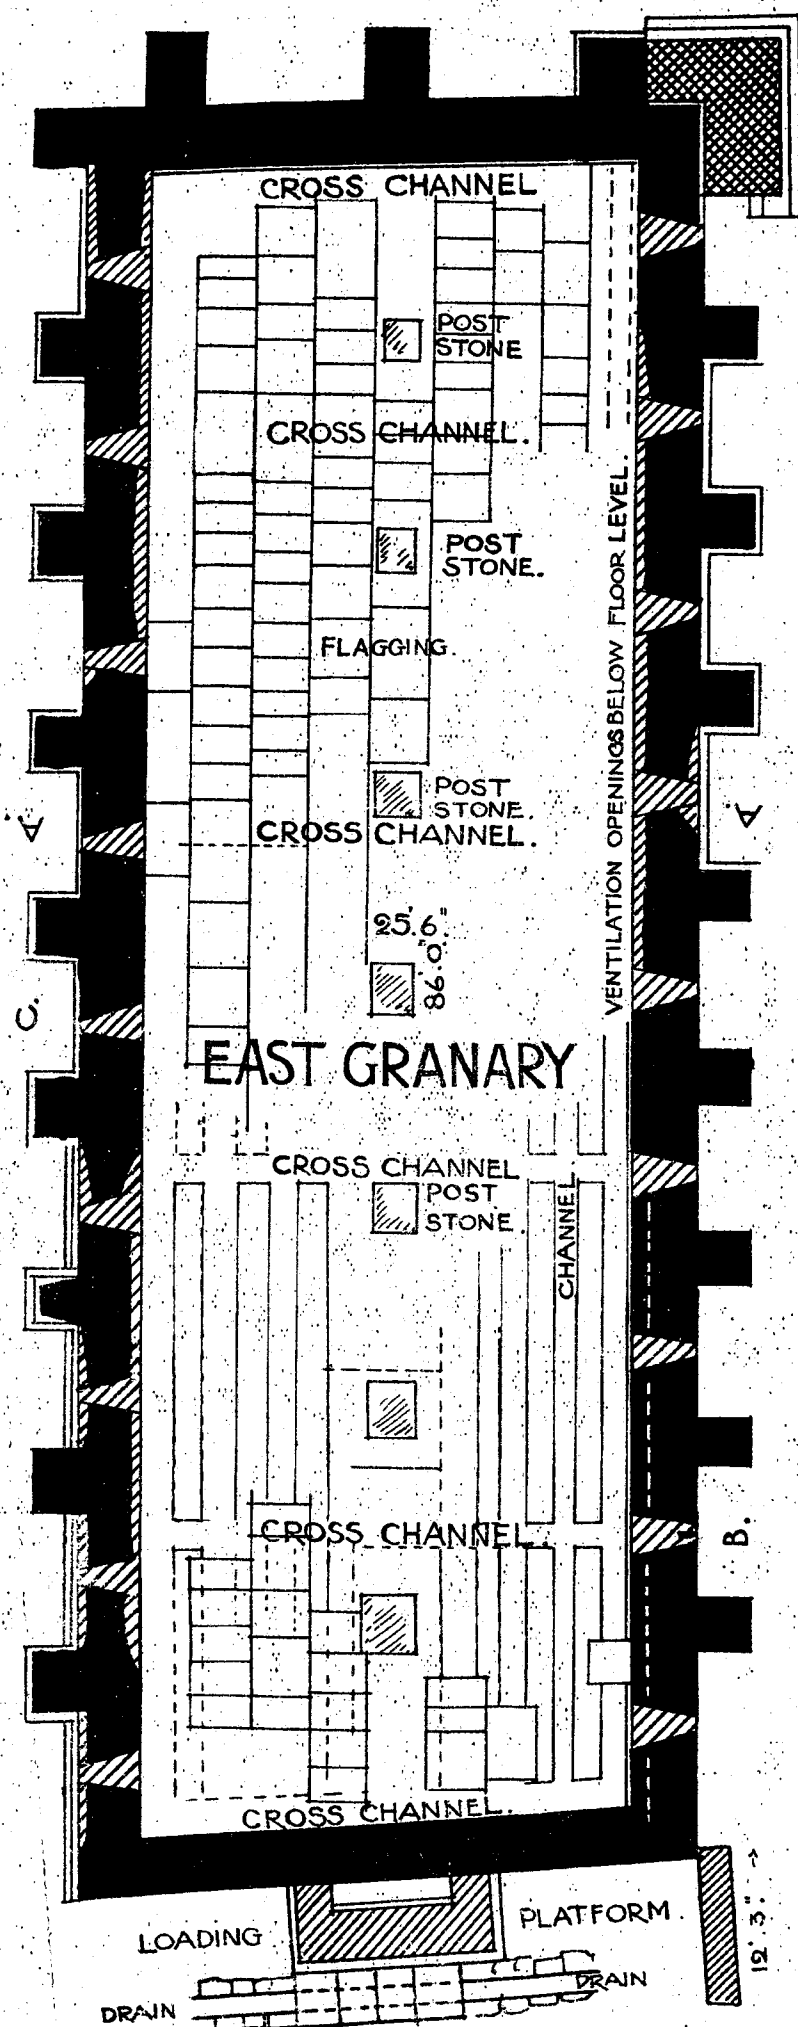 CROSS CHANNEL
POST
STONE
CROSS CHANNEL.
POST
STONE.
FLAGGING.
VENTILATION OPENINGS BELOW FLOOR LEVEL.
POST
STONE.
CROSS CHANNEL.
A
A
25'.6".
86'.0"
C.
EAST GRANARY
CROSS CHANNEL
POST
STONE.
CHANNEL.
CROSS CHANNEL.
B.
CROSS CHANNEL.
LOADING PLATFORM.
12'.3"
DRAIN
DRAIN